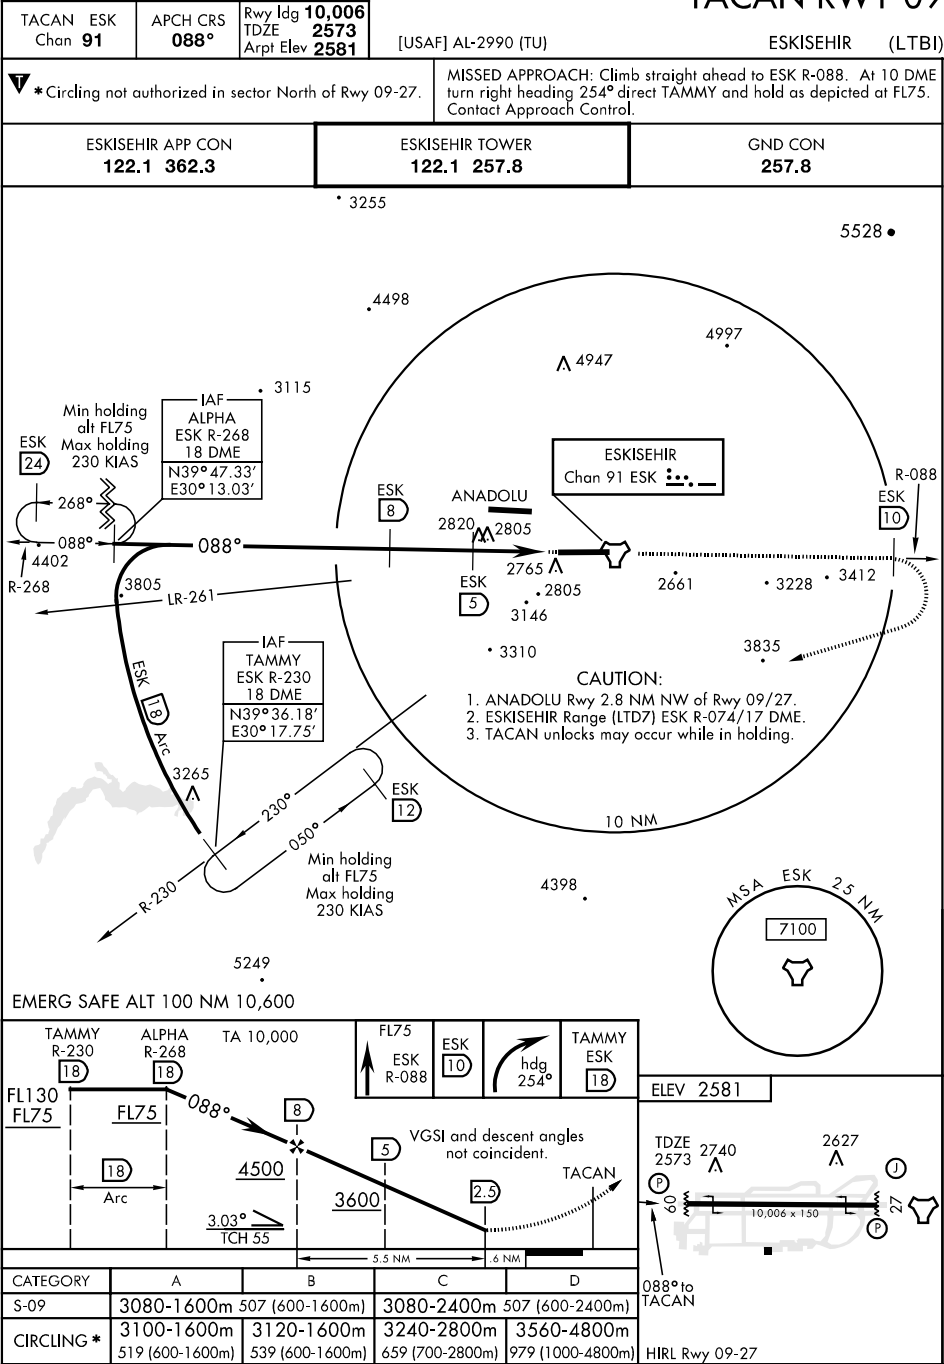 TACAN RWY 09
TACAN ESK
Chan 91
APCH CRS
088°
Rwy ldg 10,006
TDZE 2573
Arpt Elev 2581
[USAF] AL-2990 (TU)
ESKISEHIR (LTBI)
T
* Circling not authorized in sector North of Rwy 09-27.
MISSED APPROACH: Climb straight ahead to ESK R-088. At 10 DME
turn right heading 254° direct TAMMY and hold as depicted at FL75.
Contact Approach Control.
ESKISEHIR APP CON
122.1 362.3
ESKISEHIR TOWER
122.1 257.8
GND CON
257.8
3255
5528
4498
4997
4947
3115
Min holding
alt FL75
Max holding
230 KIAS
IAF
ALPHA
ESK R-268
18 DME
N39° 47.33'
E30° 13.03'
ESK
24
268°
088°
4402
R-268
088°
ESK
8
ANADOLU
2820
2805
ESKISEHIR
Chan 91 ESK
R-088
ESK
10
2765
ESK
5
2805
3146
2661
3228
3412
3805
LR-261
3310
3835
IAF
TAMMY
ESK R-230
18 DME
N39° 36.18'
E30° 17.75'
CAUTION:
1. ANADOLU Rwy 2.8 NM NW of Rwy 09/27.
2. ESKISEHIR Range (LTD7) ESK R-074/17 DME.
3. TACAN unlocks may occur while in holding.
ESK 18 Arc
3265
230°
050°
ESK
12
10 NM
Min holding
alt FL75
Max holding
230 KIAS
R-230
4398
MSA ESK 25 NM
7100
5249
EMERG SAFE ALT 100 NM 10,600
TAMMY
R-230
18
ALPHA
R-268
18
TA 10,000
FL75
ESK
R-088
ESK
10
hdg
254°
TAMMY
ESK
18
FL130
FL75
FL75
088°
8
4500
5
3600
VGSI and descent angles
not coincident.
TACAN
2.5
18
Arc
3.03°
TCH 55
5.5 NM
.6 NM
ELEV 2581
TDZE
2573
2740
2627
P
J
09
10,006 x 150
27
P
088° to
TACAN
HIRL Rwy 09-27
CATEGORY A B C D
S-09 3080-1600m 507 (600-1600m) 3080-2400m 507 (600-2400m)
CIRCLING * 3100-1600m 3120-1600m 3240-2800m 3560-4800m
519 (600-1600m) 539 (600-1600m) 659 (700-2800m) 979 (1000-4800m)